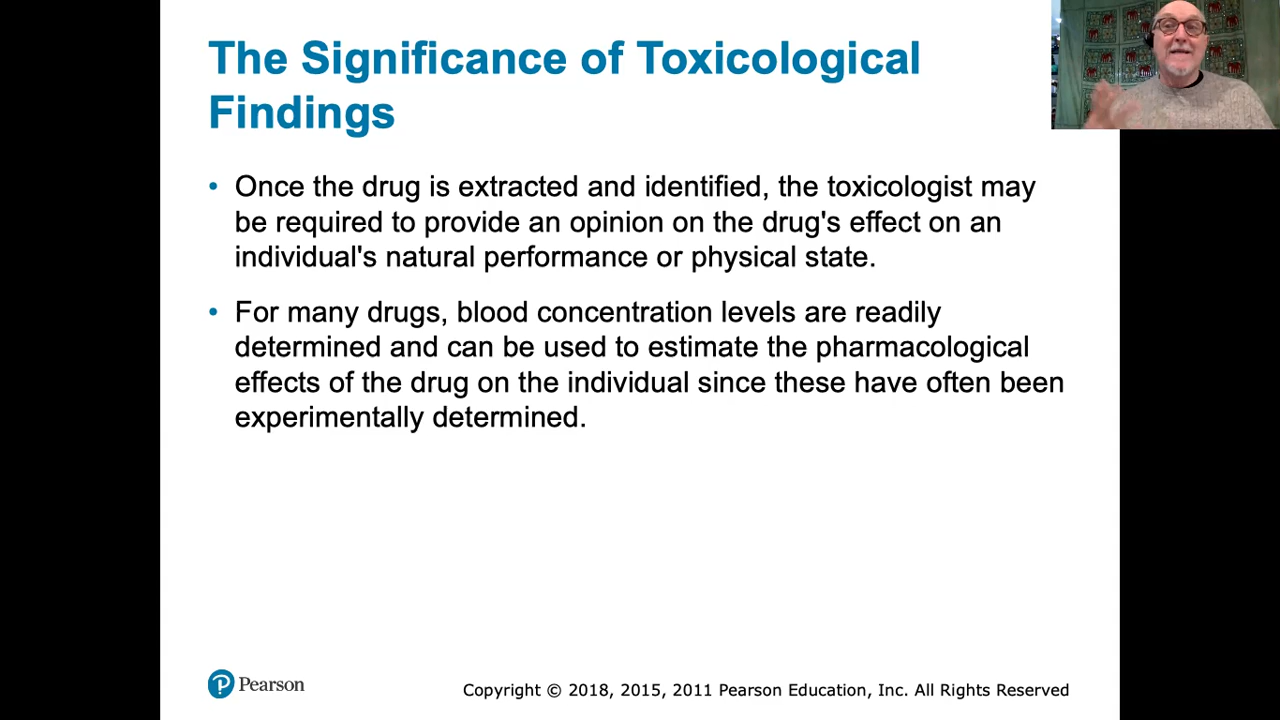 The Significance of Toxicological
Findings
• Once the drug is extracted and identified, the toxicologist may
be required to provide an opinion on the drug's effect on an
individual's natural performance or physical state.
• For many drugs, blood concentration levels are readily
determined and can be used to estimate the pharmacological
effects of the drug on the individual since these have often been
experimentally determined.
Pearson
Copyright © 2018, 2015, 2011 Pearson Education, Inc. All Rights Reserved